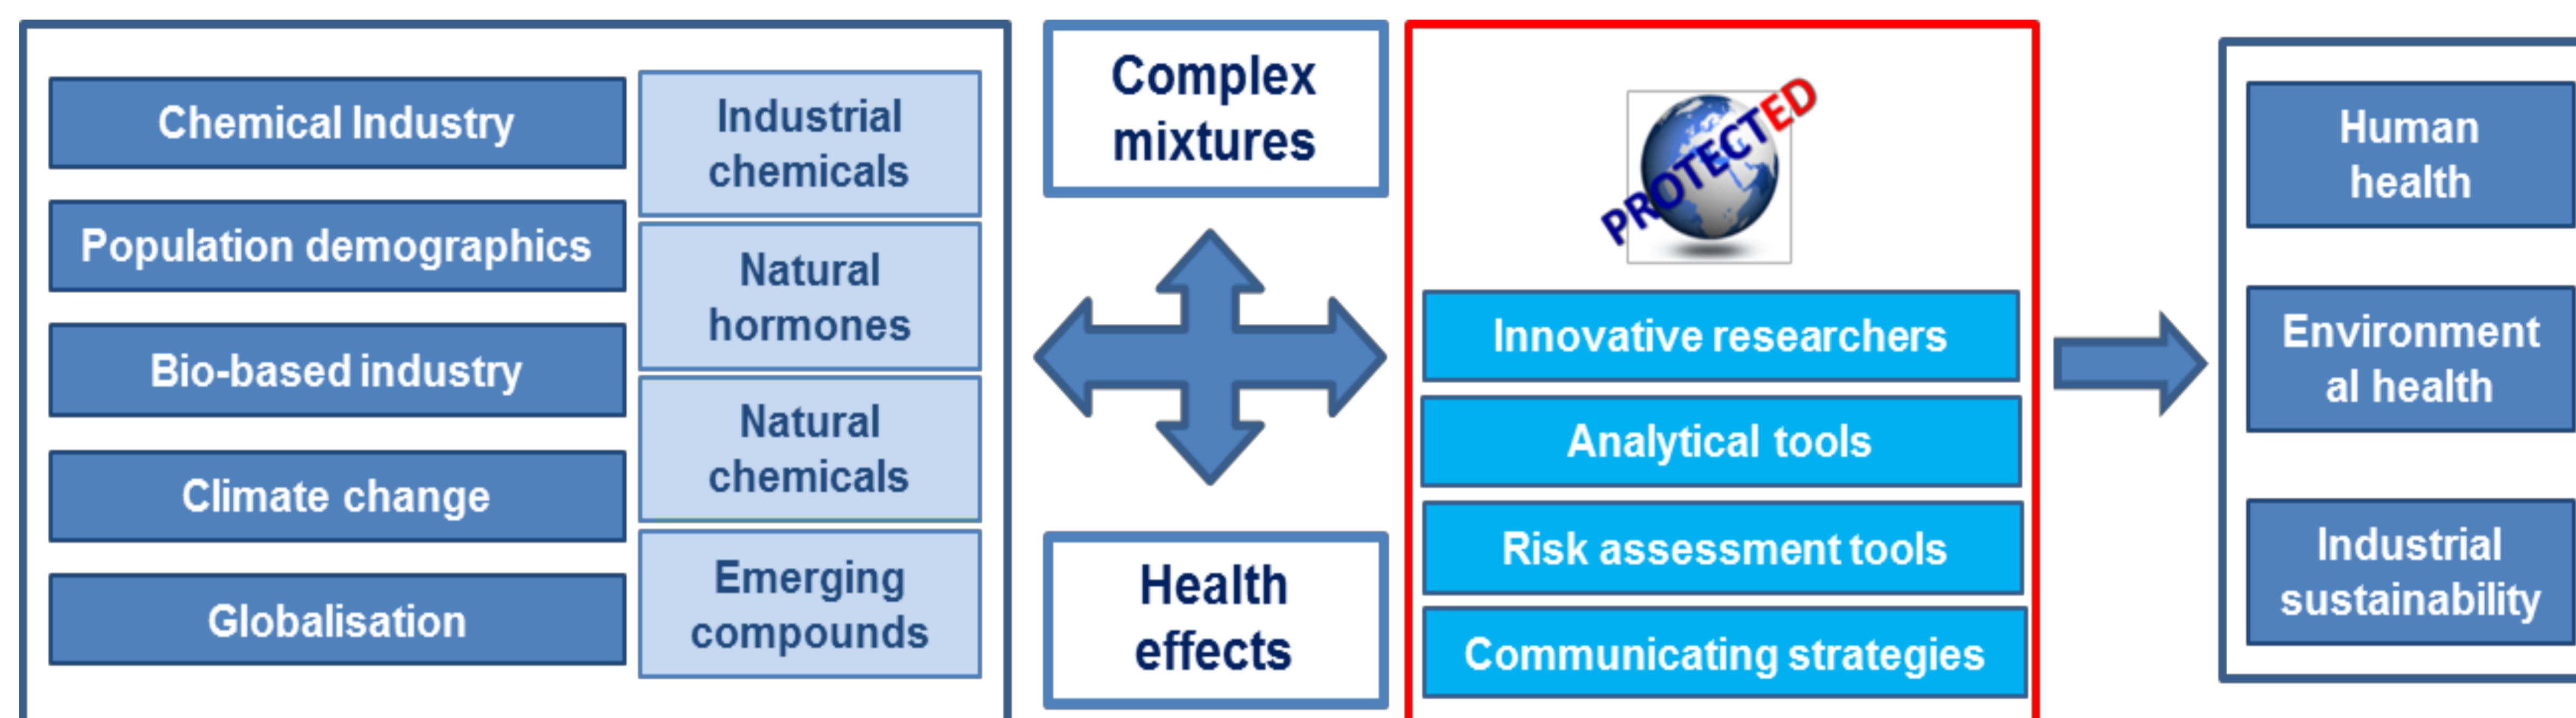 Chemical Industry
Population demographics
Bio-based industry
Climate change
Globalisation
Industrial
chemicals
Natural
hormones
Natural
chemicals
Emerging
compounds
Complex
mixtures
Health
effects
PROTECTED
Innovative researchers
Analytical tools
Risk assessment tools
Communicating strategies
Human
health
Environment
al health
Industrial
sustainability